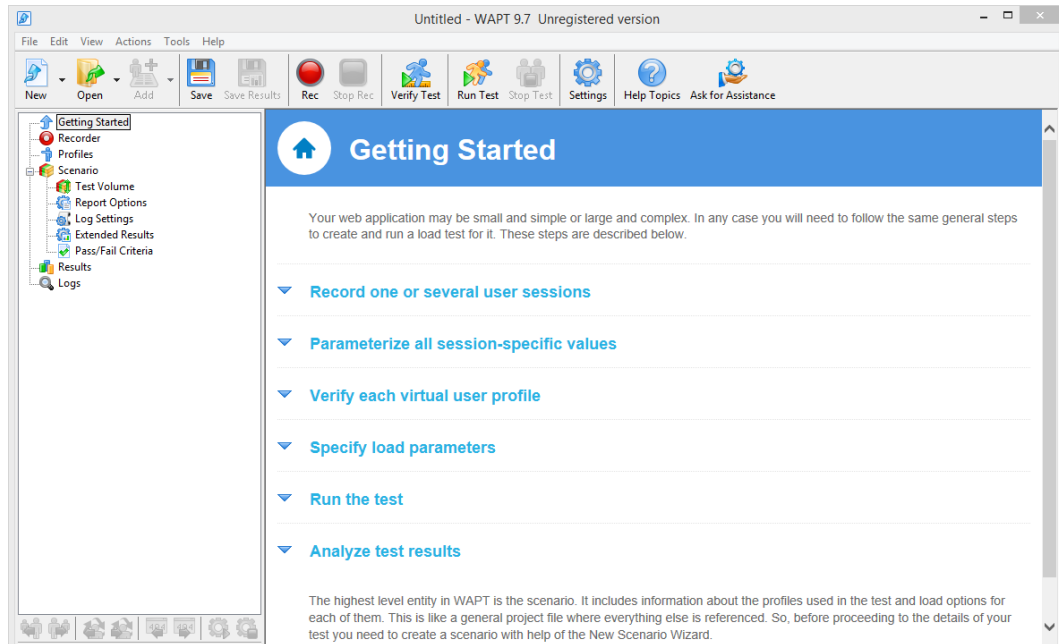 Untitled - WAPT 9.7 Unregistered version
File Edit View Actions Tools Help
New Open Add Save Save Results Rec Stop Rec Verify Test Run Test Stop Test Settings Help Topics Ask for Assistance
Getting Started
Recorder
Profiles
Scenario
Test Volume
Report Options
Log Settings
Extended Results
Pass/Fail Criteria
Results
Logs
Getting Started
Your web application may be small and simple or large and complex. In any case you will need to follow the same general steps
to create and run a load test for it. These steps are described below.
Record one or several user sessions
Parameterize all session-specific values
Verify each virtual user profile
Specify load parameters
Run the test
Analyze test results
The highest level entity in WAPT is the scenario. It includes information about the profiles used in the test and load options for
each of them. This is like a general project file where everything else is referenced. So, before proceeding to the details of your
test you need to create a scenario with help of the New Scenario Wizard.